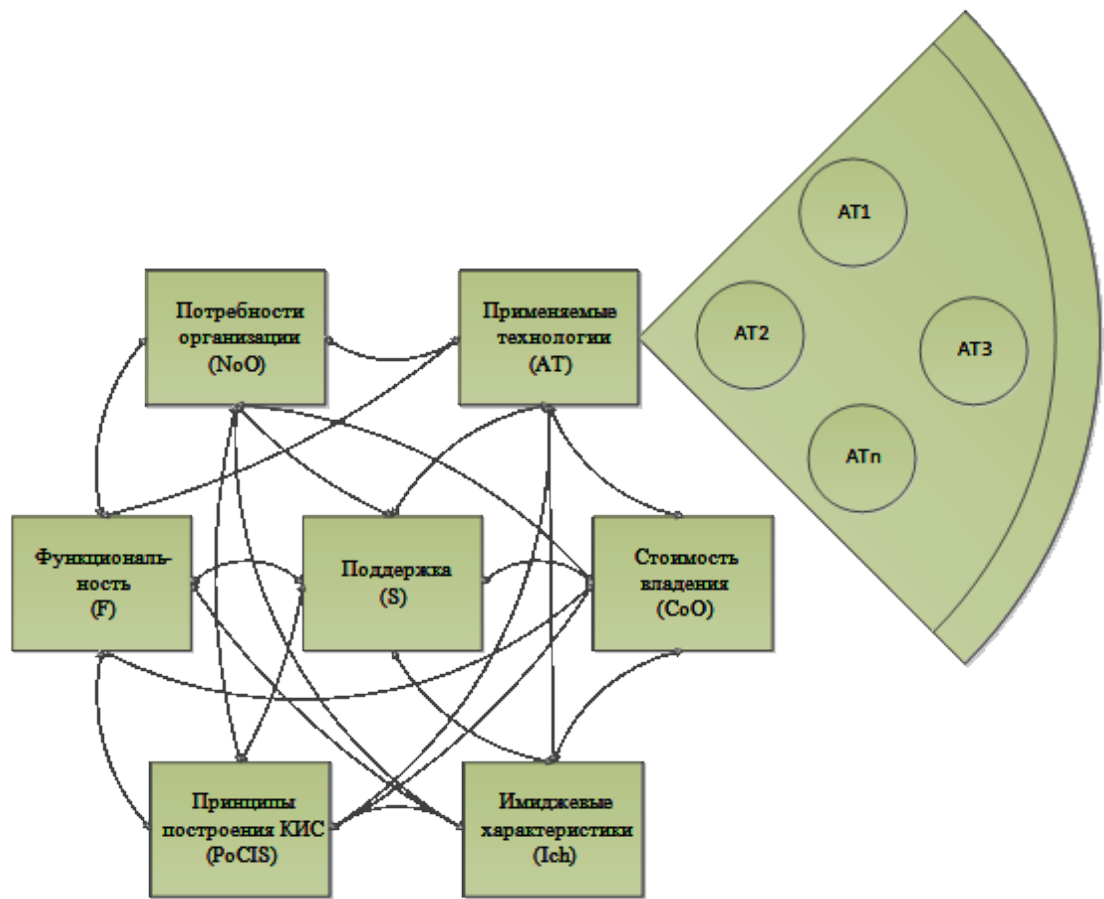 AT1
AT2
AT3
ATn
Потребности
организации
(NoO)
Применяемые
технологии
(AT)
Функциональ-
ность
(F)
Поддержка
(S)
Стоимость
владения
(CoO)
Принципы
построения КИС
(PoCIS)
Имиджевые
характеристики
(Ich)